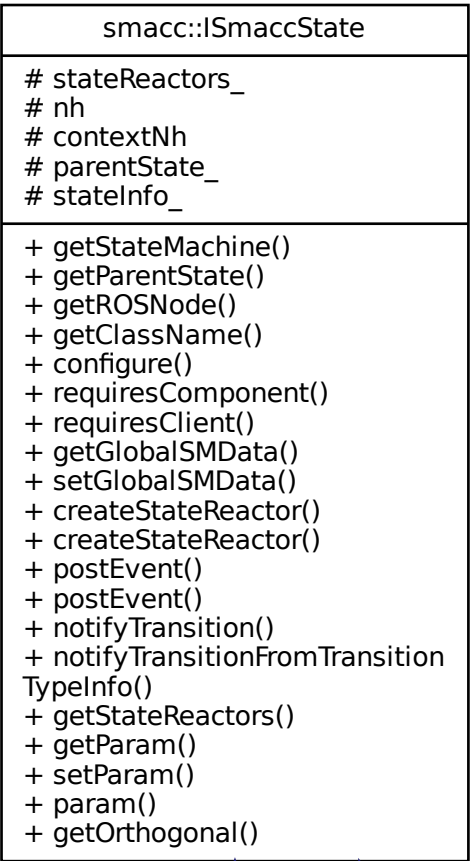 smacc::ISmaccState
# stateReactors_
# nh
# contextNh
# parentState_
# stateInfo_
+ getStateMachine()
+ getParentState()
+ getROSNode()
+ getClassName()
+ configure()
+ requiresComponent()
+ requiresClient()
+ getGlobalSMData()
+ setGlobalSMData()
+ createStateReactor()
+ createStateReactor()
+ postEvent()
+ postEvent()
+ notifyTransition()
+ notifyTransitionFromTransition
TypeInfo()
+ getStateReactors()
+ getParam()
+ setParam()
+ param()
+ getOrthogonal()